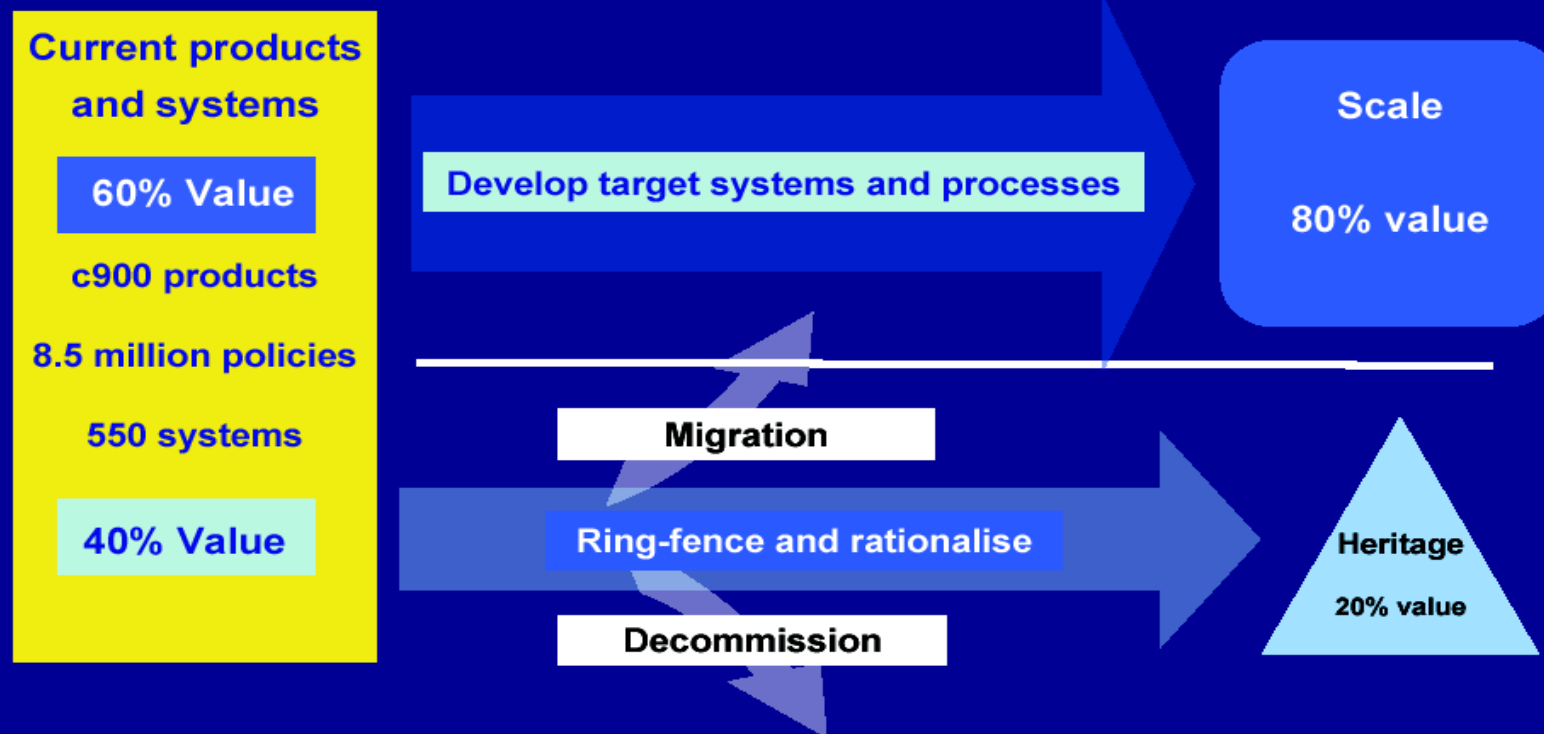 Current products
and systems
60% Value
c900 products
8.5 million policies
550 systems
40% Value
Develop target systems and processes
Scale
80% value
Migration
Ring-fence and rationalise
Decommission
Heritage
20% value